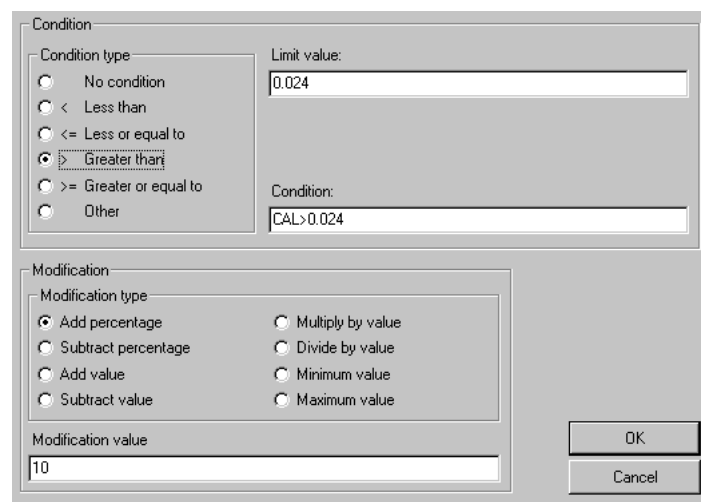 Condition
Condition type
No condition
< Less than
<= Less or equal to
> Greater than
>= Greater or equal to
Other
Limit value:
0.024
Condition:
CAL>0.024
Modification
Modification type
Add percentage
Subtract percentage
Add value
Subtract value
Multiply by value
Divide by value
Minimum value
Maximum value
Modification value
10
OK
Cancel